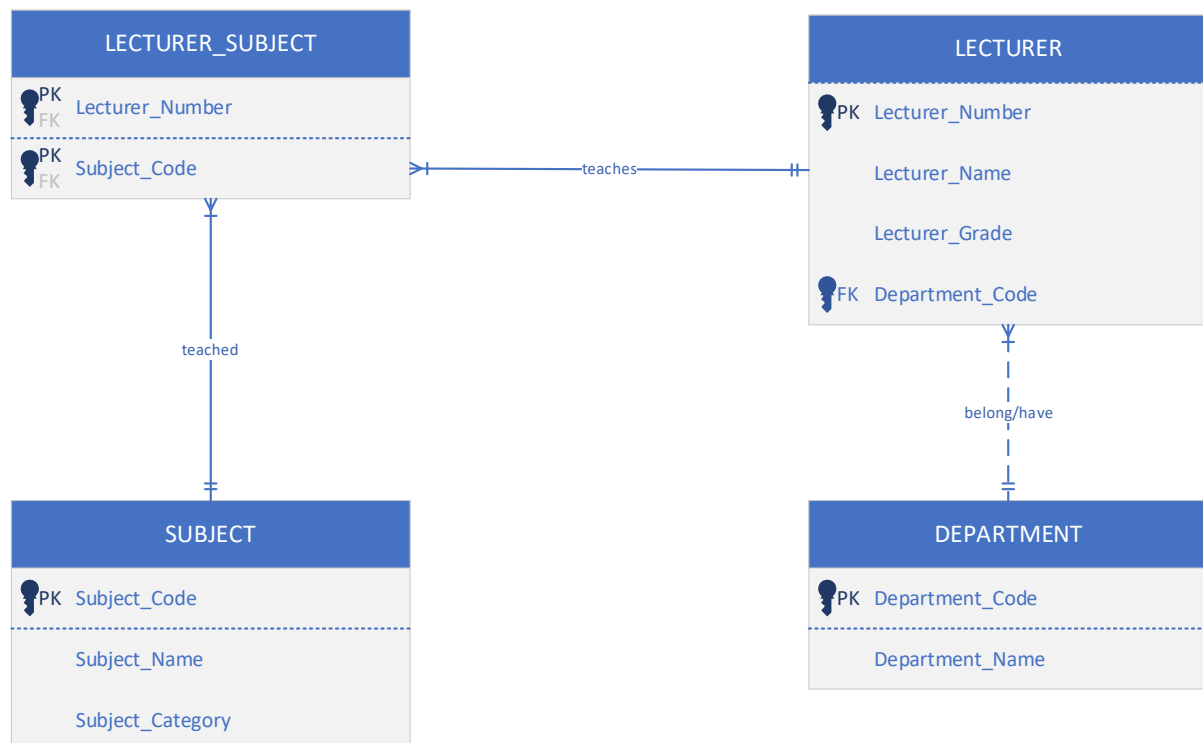 LECTURER_SUBJECT
PK
FK
Lecturer_Number
PK
FK
Subject_Code
LECTURER
PK Lecturer_Number
Lecturer_Name
Lecturer_Grade
FK Department_Code
teaches
teached
belong/have
SUBJECT
PK Subject_Code
Subject_Name
Subject_Category
DEPARTMENT
PK Department_Code
Department_Name